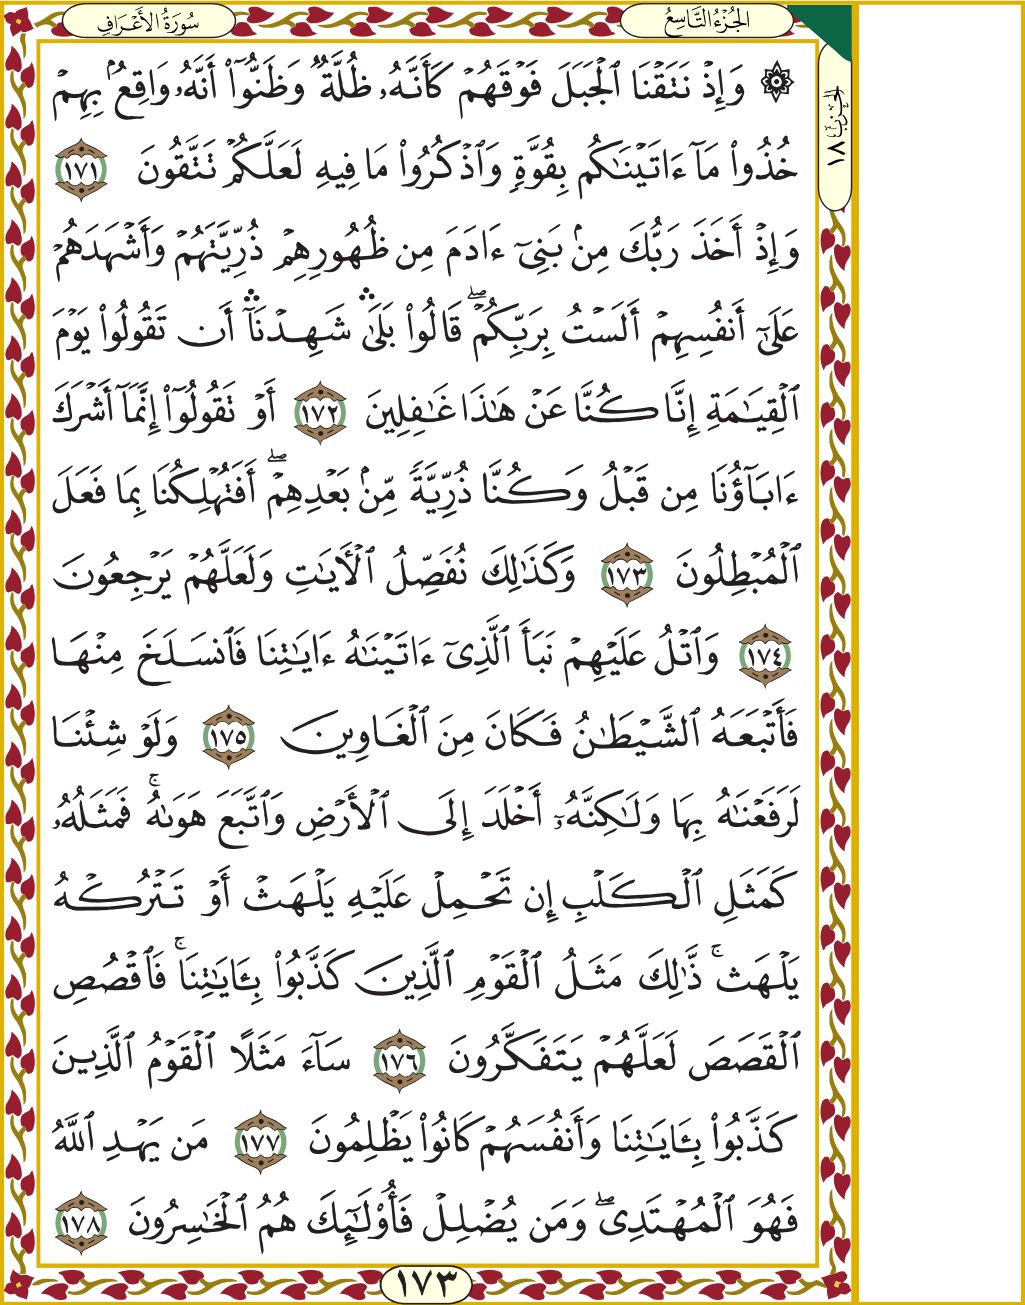 الجُزْءُ التَّاسِعُ
سُورَةُ الأَعْرَافِ
الحزب ١٨
۞ وَإِذْ نَتَقْنَا ٱلْجَبَلَ فَوْقَهُمْ كَأَنَّهُۥ ظُلَّةٌۭ وَظَنُّوٓا۟ أَنَّهُۥ وَاقِعٌۢ بِهِمْ
خُذُوا۟ مَآ ءَاتَيْنَـٰكُم بِقُوَّةٍۢ وَٱذْكُرُوا۟ مَا فِيهِ لَعَلَّكُمْ تَتَّقُونَ ١٧١
وَإِذْ أَخَذَ رَبُّكَ مِنۢ بَنِىٓ ءَادَمَ مِن ظُهُورِهِمْ ذُرِّيَّتَهُمْ وَأَشْهَدَهُمْ
عَلَىٰٓ أَنفُسِهِمْ أَلَسْتُ بِرَبِّكُمْ ۖ قَالُوا۟ بَلَىٰ ۛ شَهِدْنَآ ۛ أَن تَقُولُوا۟ يَوْمَ
ٱلْقِيَـٰمَةِ إِنَّا كُنَّا عَنْ هَـٰذَا غَـٰفِلِينَ ١٧٢ أَوْ تَقُولُوٓا۟ إِنَّمَآ أَشْرَكَ
ءَابَآؤُنَا مِن قَبْلُ وَكُنَّا ذُرِّيَّةًۭ مِّنۢ بَعْدِهِمْ ۖ أَفَتُهْلِكُنَا بِمَا فَعَلَ
ٱلْمُبْطِلُونَ ١٧٣ وَكَذَٰلِكَ نُفَصِّلُ ٱلْـَٔايَـٰتِ وَلَعَلَّهُمْ يَرْجِعُونَ
١٧٤ وَٱتْلُ عَلَيْهِمْ نَبَأَ ٱلَّذِىٓ ءَاتَيْنَـٰهُ ءَايَـٰتِنَا فَٱنسَلَخَ مِنْهَا
فَأَتْبَعَهُ ٱلشَّيْطَـٰنُ فَكَانَ مِنَ ٱلْغَاوِينَ ١٧٥ وَلَوْ شِئْنَا
لَرَفَعْنَـٰهُ بِهَا وَلَـٰكِنَّهُۥٓ أَخْلَدَ إِلَى ٱلْأَرْضِ وَٱتَّبَعَ هَوَىٰهُ ۚ فَمَثَلُهُۥ
كَمَثَلِ ٱلْكَلْبِ إِن تَحْمِلْ عَلَيْهِ يَلْهَثْ أَوْ تَتْرُكْهُ
يَلْهَث ۚ ذَّٰلِكَ مَثَلُ ٱلْقَوْمِ ٱلَّذِينَ كَذَّبُوا۟ بِـَٔايَـٰتِنَا ۚ فَٱقْصُصِ
ٱلْقَصَصَ لَعَلَّهُمْ يَتَفَكَّرُونَ ١٧٦ سَآءَ مَثَلًا ٱلْقَوْمُ ٱلَّذِينَ
كَذَّبُوا۟ بِـَٔايَـٰتِنَا وَأَنفُسَهُمْ كَانُوا۟ يَظْلِمُونَ ١٧٧ مَن يَهْدِ ٱللَّهُ
فَهُوَ ٱلْمُهْتَدِى ۖ وَمَن يُضْلِلْ فَأُو۟لَـٰٓئِكَ هُمُ ٱلْخَـٰسِرُونَ ١٧٨
١٧٣